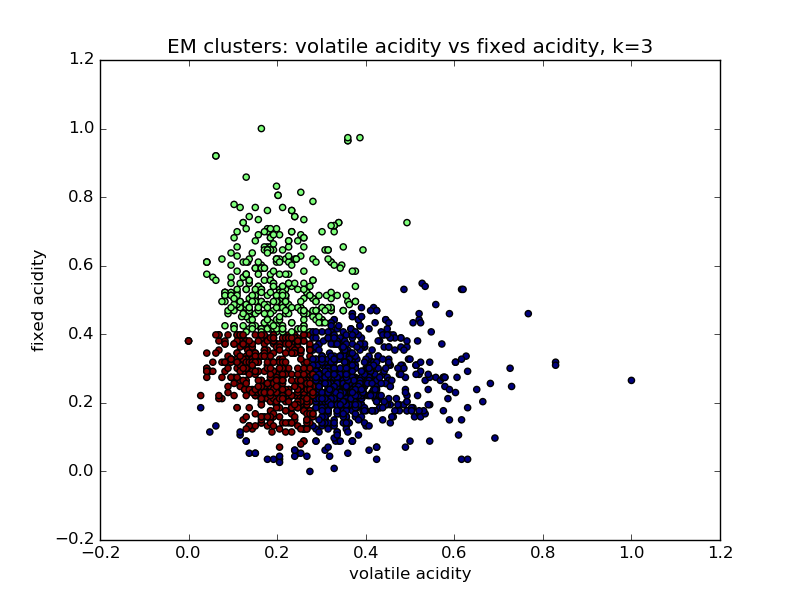 EM clusters: volatile acidity vs fixed acidity, k=3
1.2
1.0
0.8
0.6
0.4
0.2
0.0
−0.2
fixed acidity
−0.2 0.0 0.2 0.4 0.6 0.8 1.0 1.2
volatile acidity